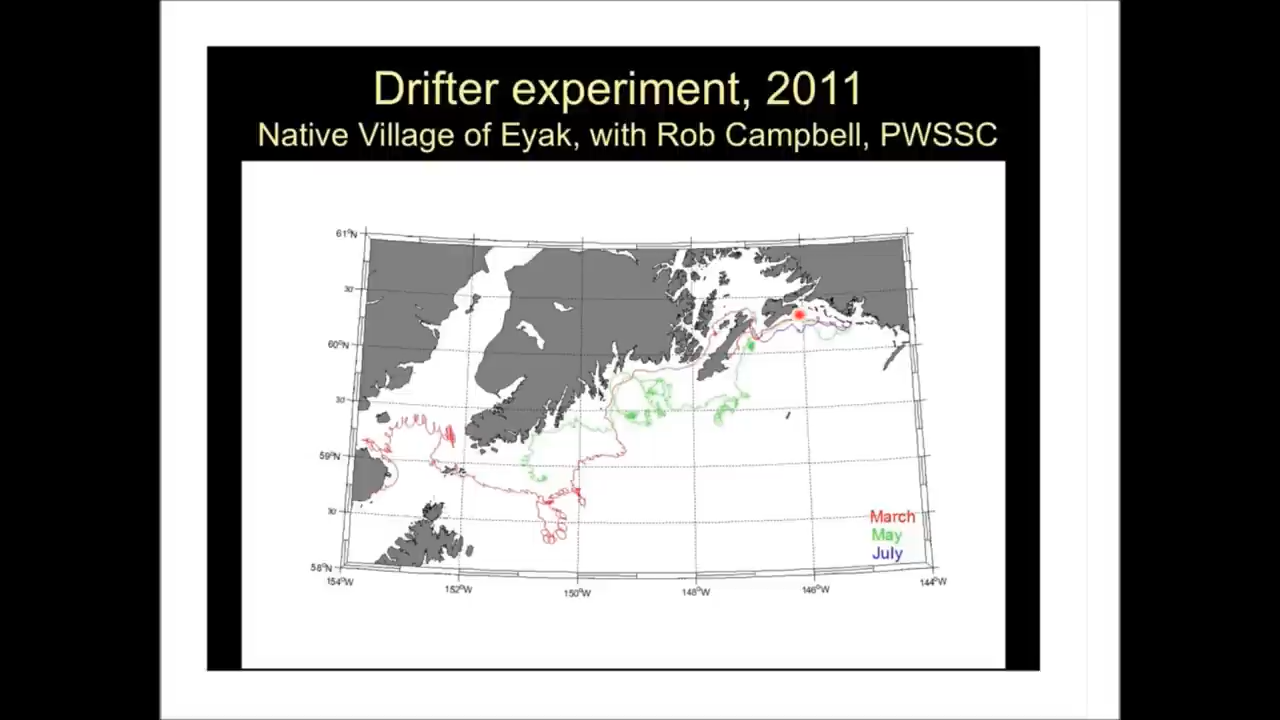 Drifter experiment, 2011
Native Village of Eyak, with Rob Campbell, PWSSC
61°N
30'
60°N
30'
59°N
30'
58°N
154°W
152°W
150°W
148°W
146°W
144°W
March
May
July